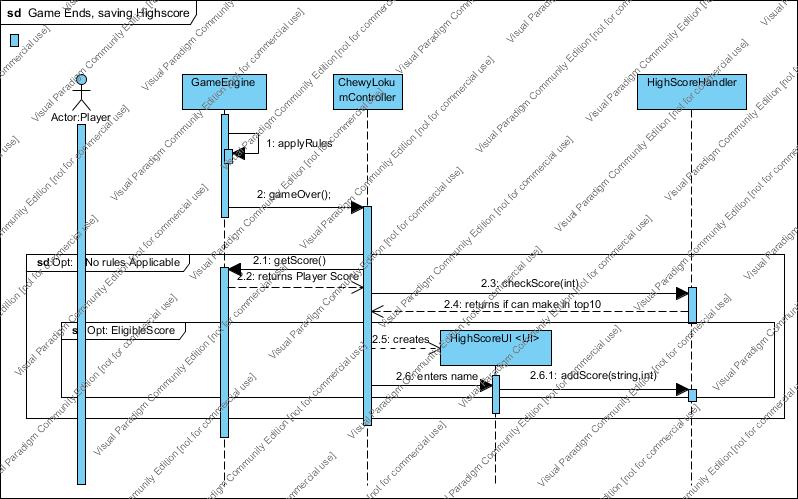 sd Game Ends, saving Highscore
Actor:Player
GameEngine
ChewyLoku
mController
HighScoreHandler
1: applyRules
2: gameOver();
sd Opt: No rules Applicable
2.1: getScore()
2.2: returns Player Score
2.3: checkScore(int)
2.4: returns if can make in top10
Opt: EligibleScore
2.5: creates
HighScoreUI <UI>
2.6: enters name
2.6.1: addScore(string,int)
Visual Paradigm Community Edition [not for commercial use]